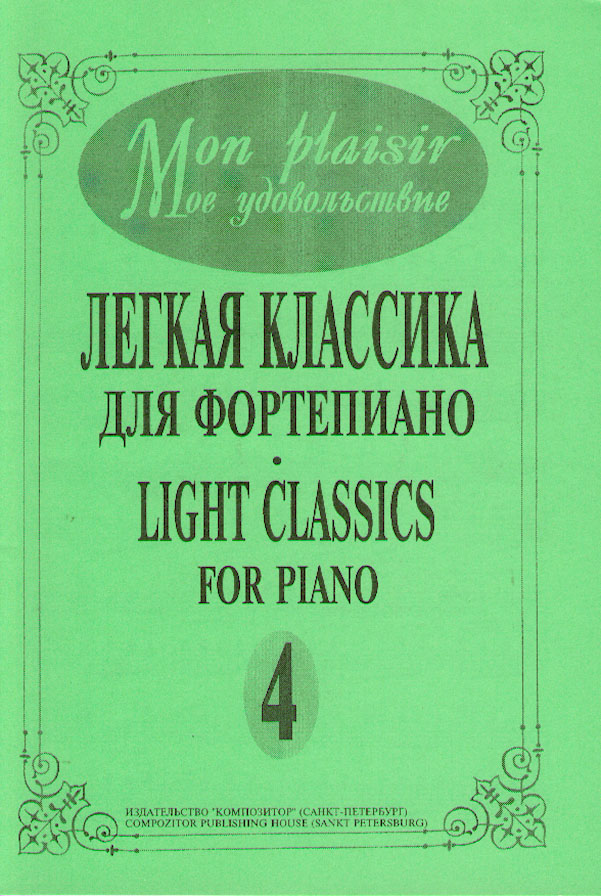 Mon plaisir
Мое удовольствие
ЛЕГКАЯ КЛАССИКА
ДЛЯ ФОРТЕПИАНО
•
LIGHT CLASSICS
FOR PIANO
4
ИЗДАТЕЛЬСТВО "КОМПОЗИТОР" (САНКТ-ПЕТЕРБУРГ)
COMPOZITOR PUBLISHING HOUSE (SANKT PETERSBURG)